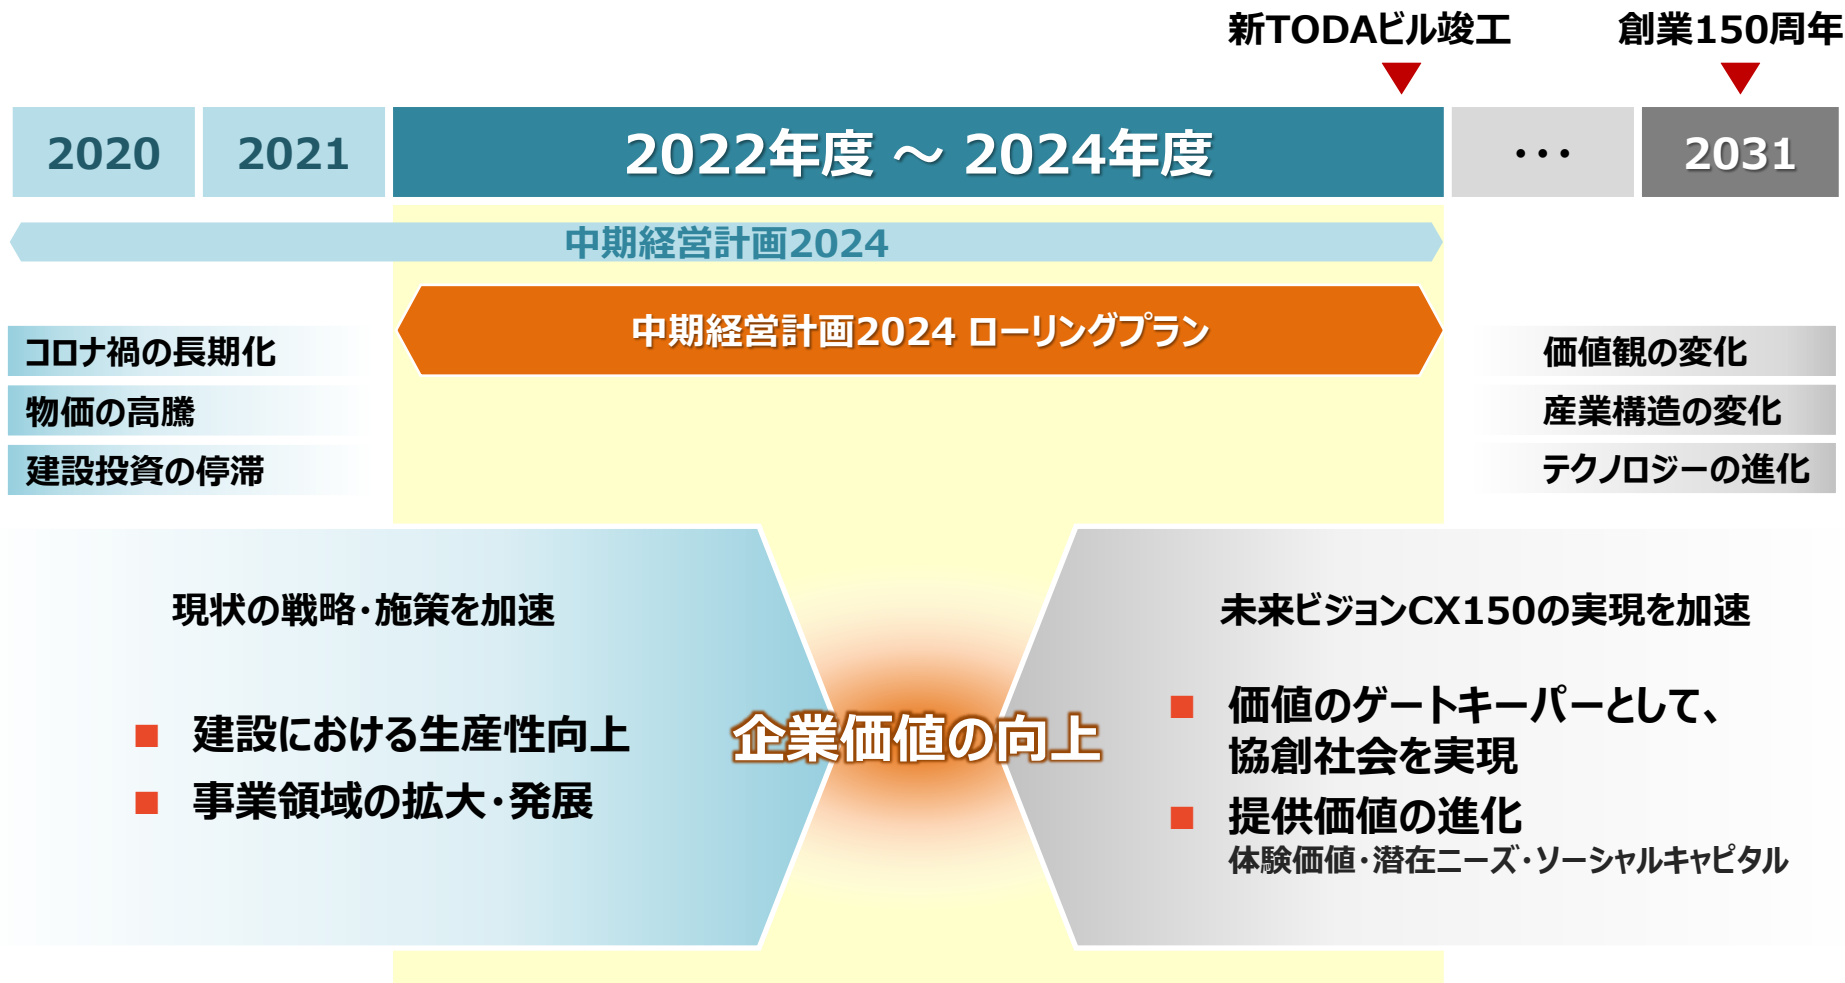 新TODAビル竣工
創業150周年
2020
2021
2022年度 ～ 2024年度
･･･
2031
中期経営計画2024
中期経営計画2024 ローリングプラン
コロナ禍の長期化
物価の高騰
建設投資の停滞
価値観の変化
産業構造の変化
テクノロジーの進化
現状の戦略･施策を加速
■ 建設における生産性向上
■ 事業領域の拡大･発展
企業価値の向上
未来ビジョンCX150の実現を加速
■ 価値のゲートキーパーとして、
協創社会を実現
■ 提供価値の進化
体験価値･潜在ニーズ･ソーシャルキャピタル